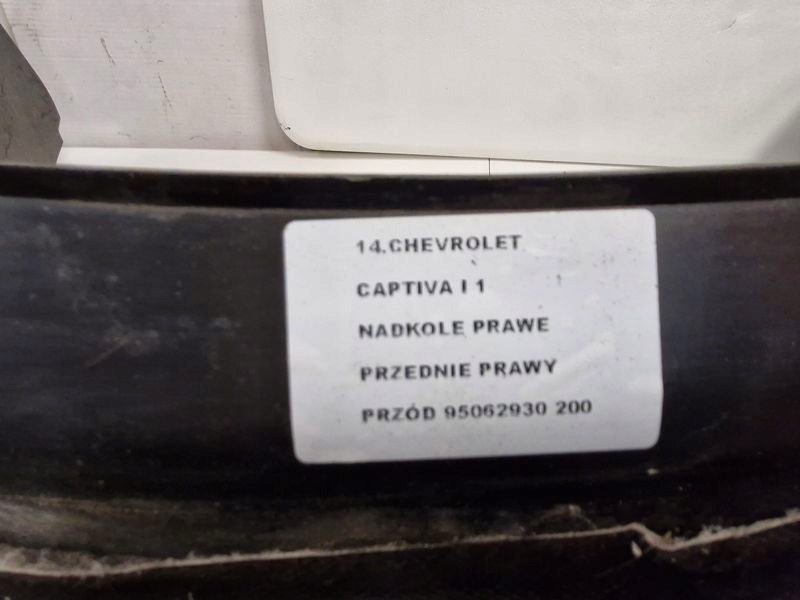 14.CHEVROLET
CAPTIVA I 1
NADKOLE PRAWE
PRZEDNIE PRAWY
PRZÓD 95062930 200